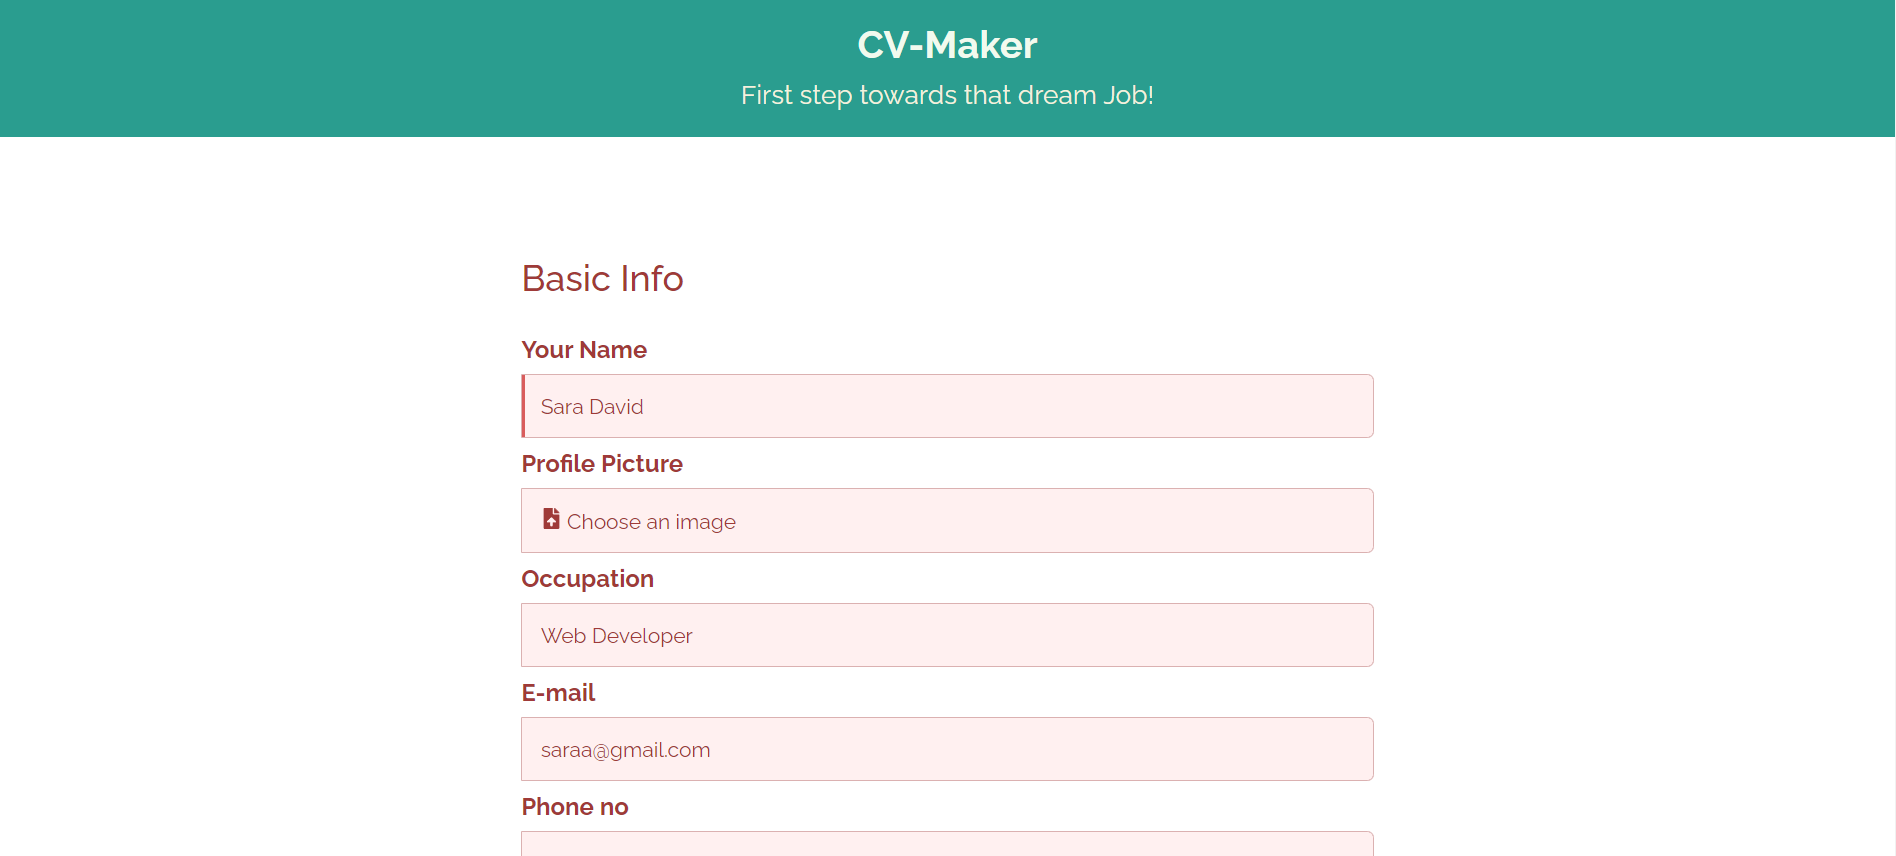 CV-Maker
First step towards that dream Job!
Basic Info
Your Name
Sara David
Profile Picture
Choose an image
Occupation
Web Developer
E-mail
saraa@gmail.com
Phone no